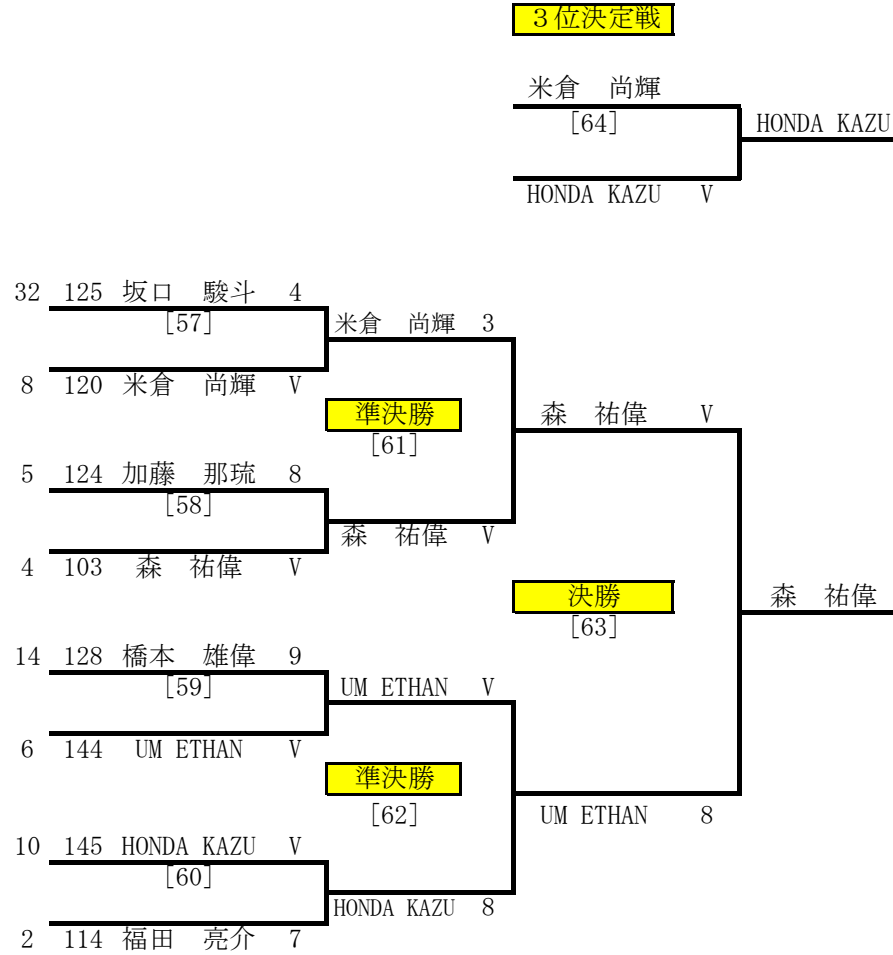 ３位決定戦
米倉　尚輝
[64]
HONDA KAZU
HONDA KAZU V
32 125 坂口　駿斗 4
[57]
米倉　尚輝 3
8 120 米倉　尚輝 V
準決勝
森　祐偉 V
[61]
5 124 加藤　那琉 8
[58]
森　祐偉 V
4 103 森　祐偉 V
決勝
森　祐偉
[63]
14 128 橋本　雄偉 9
[59]
UM ETHAN V
6 144 UM ETHAN V
準決勝
[62]
UM ETHAN 8
10 145 HONDA KAZU V
[60]
HONDA KAZU 8
2 114 福田　亮介 7